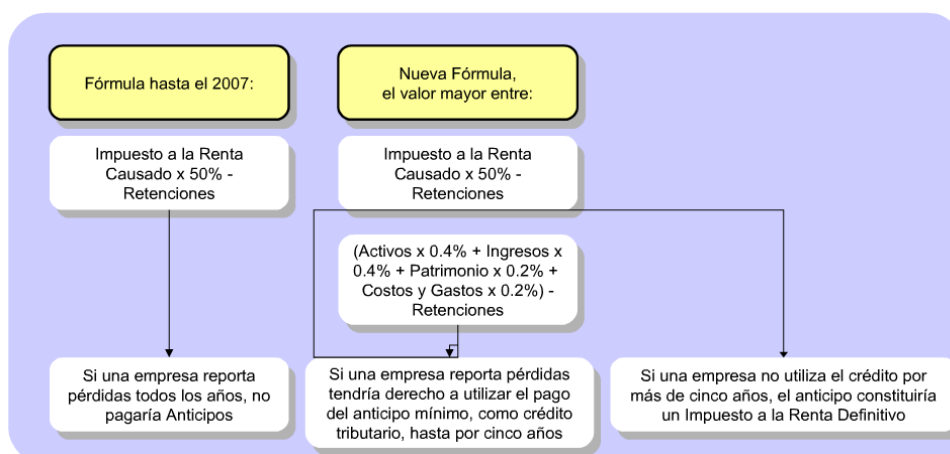 Fórmula hasta el 2007:
Nueva Fórmula,
el valor mayor entre:
Impuesto a la Renta
Causado x 50% -
Retenciones
Impuesto a la Renta
Causado x 50% -
Retenciones
(Activos x 0.4% + Ingresos x
0.4% + Patrimonio x 0.2% +
Costos y Gastos x 0.2%) -
Retenciones
Si una empresa reporta
pérdidas todos los años, no
pagaría Anticipos
Si una empresa reporta pérdidas
tendría derecho a utilizar el pago
del anticipo mínimo, como crédito
tributario, hasta por cinco años
Si una empresa no utiliza el crédito por
más de cinco años, el anticipo constituiría
un Impuesto a la Renta Definitivo